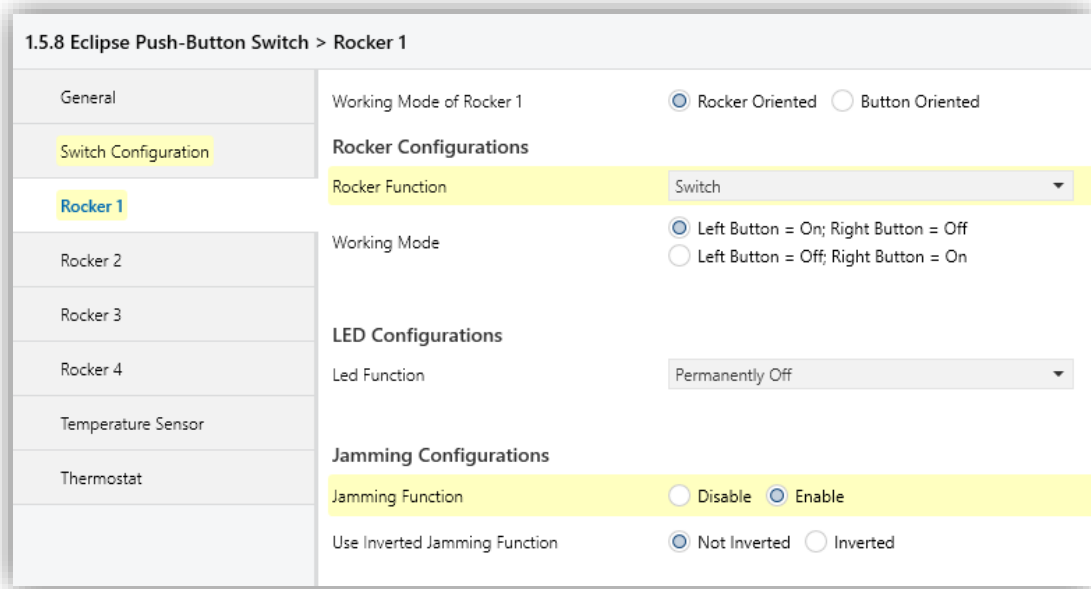 1.5.8 Eclipse Push-Button Switch > Rocker 1
General
Switch Configuration
Rocker 1
Rocker 2
Rocker 3
Rocker 4
Temperature Sensor
Thermostat
Working Mode of Rocker 1 Rocker Oriented Button Oriented
Rocker Configurations
Rocker Function Switch
Working Mode Left Button = On; Right Button = Off
Left Button = Off; Right Button = On
LED Configurations
Led Function Permanently Off
Jamming Configurations
Jamming Function Disable Enable
Use Inverted Jamming Function Not Inverted Inverted